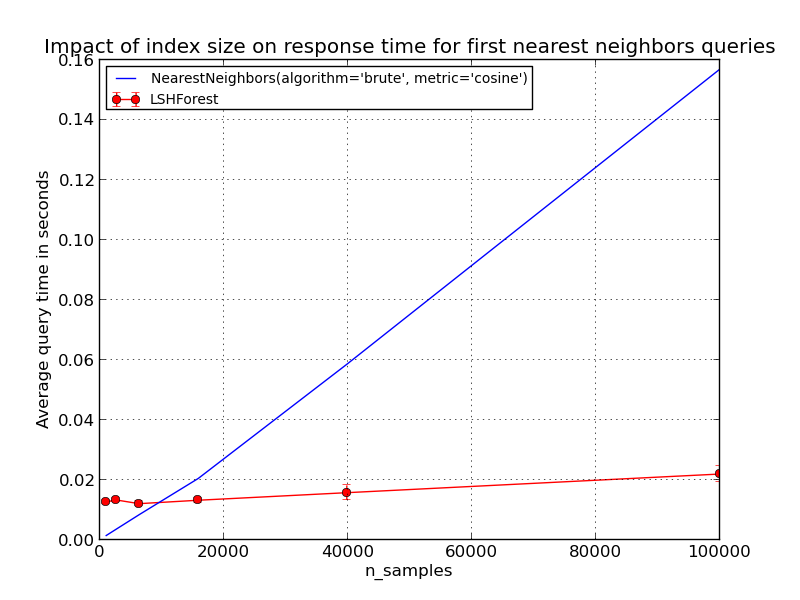 Impact of index size on response time for first nearest neighbors queries
NearestNeighbors(algorithm='brute', metric='cosine')
LSHForest
Average query time in seconds
0.16
0.14
0.12
0.10
0.08
0.06
0.04
0.02
0.00
0 20000 40000 60000 80000 100000
n_samples